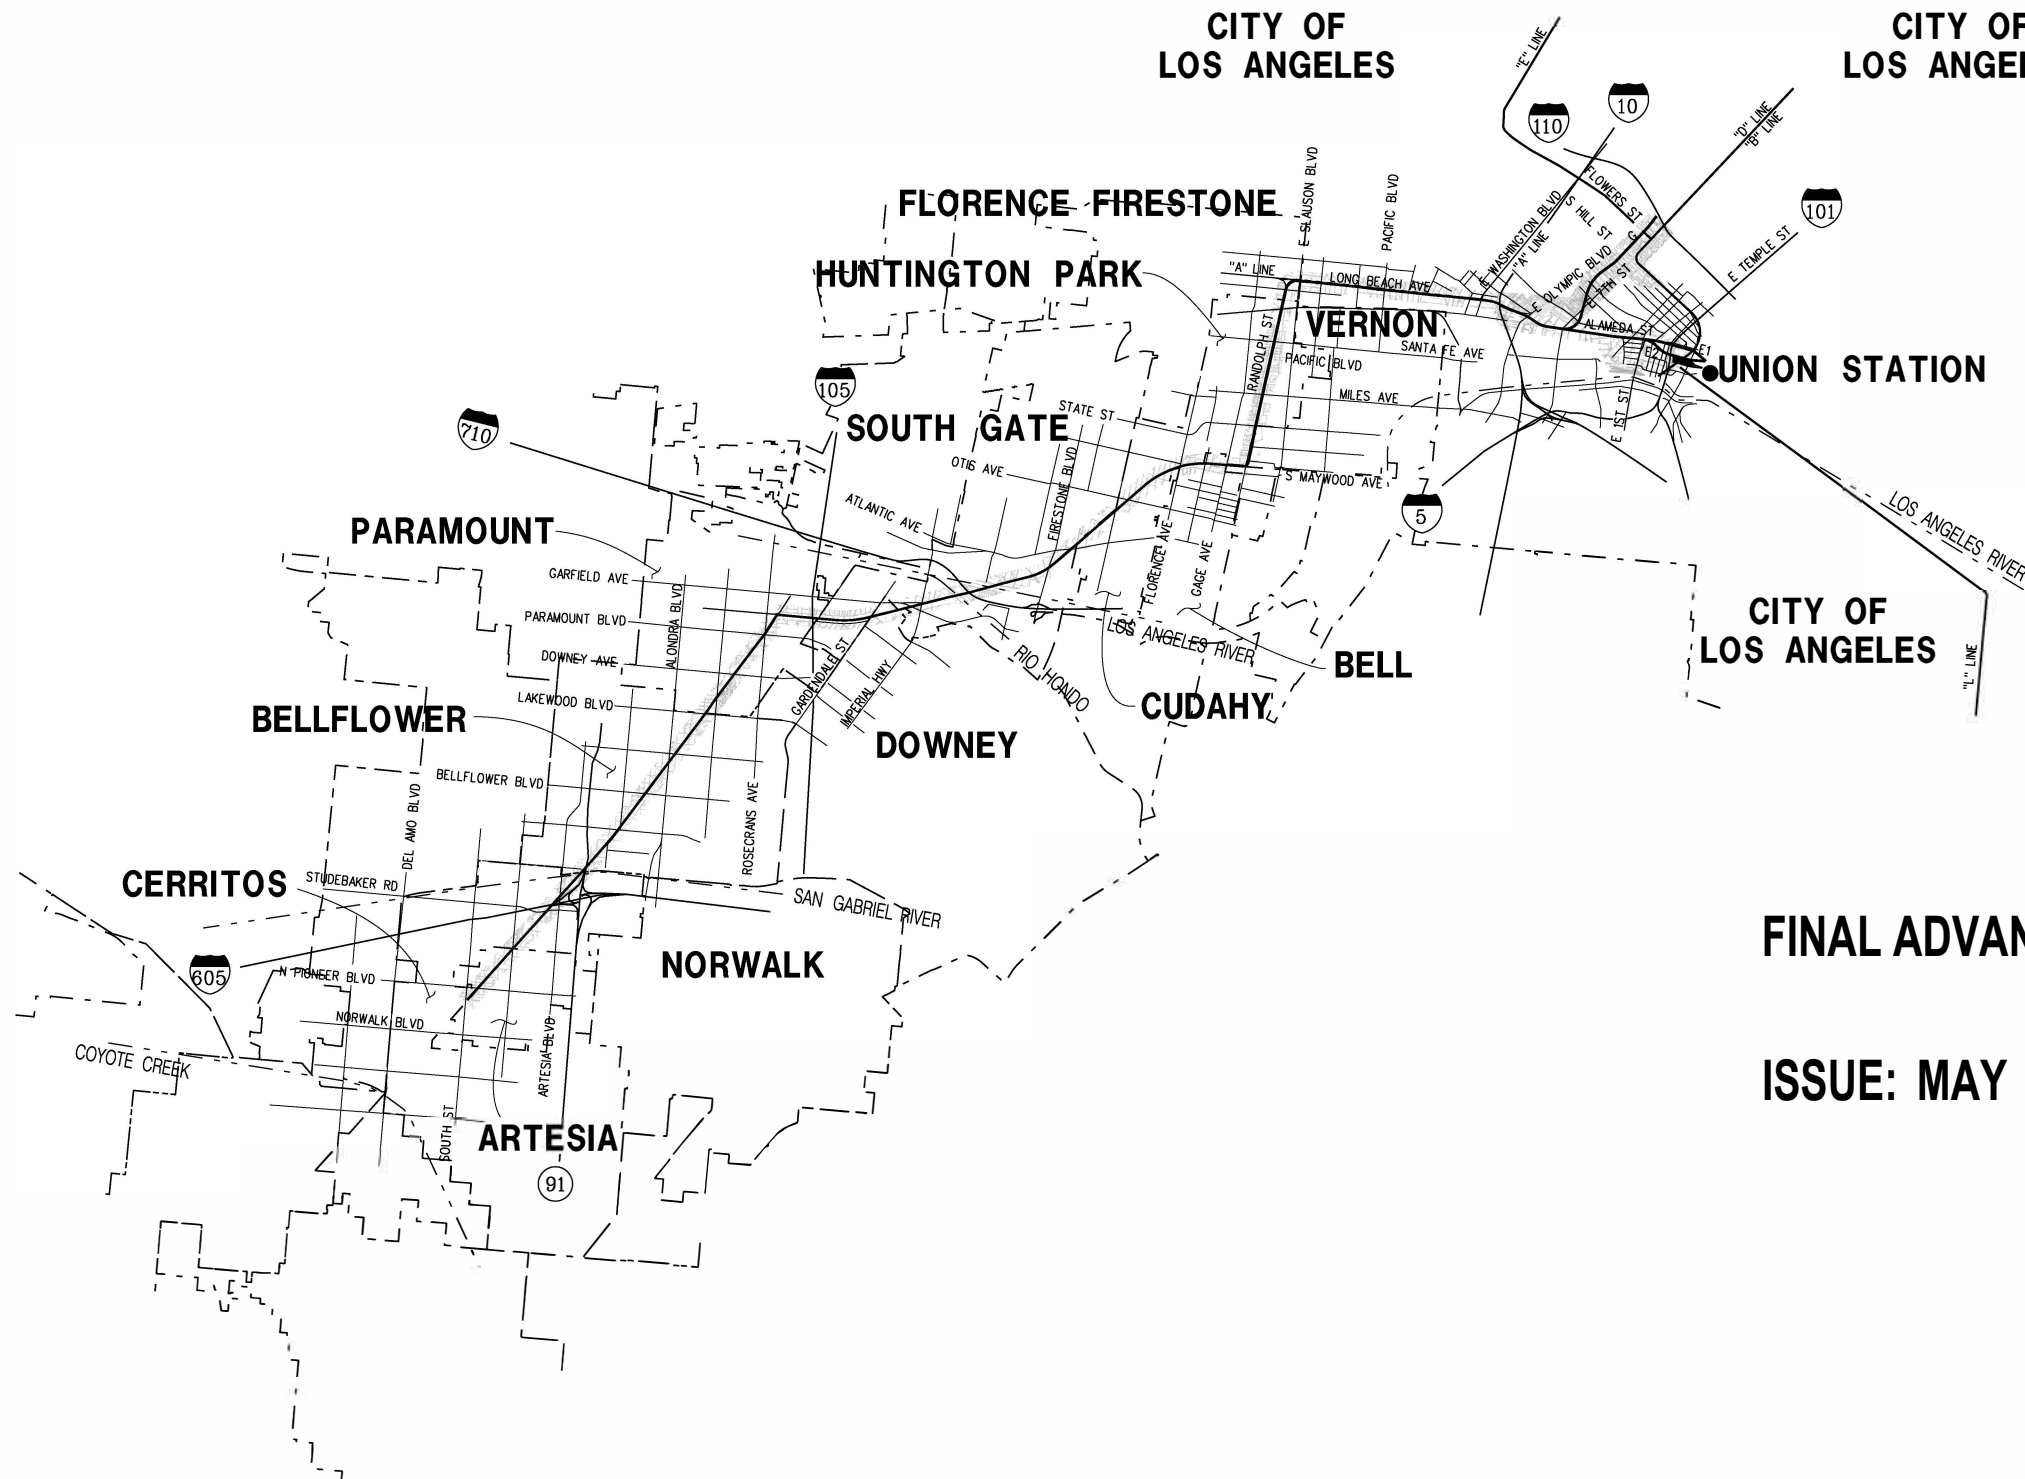 CITY OF
LOS ANGELES
CITY OF
LOS ANGEL
"E" LINE
110
10
"D" LINE
"B" LINE
101
E TEMPLE ST
FLOWERS ST
S HILL ST
E WASHINGTON BLVD
"A" LINE
E OLYMPIC BLVD
E 7TH ST
G
E SLAUSON BLVD
PACIFIC BLVD
FLORENCE FIRESTONE
HUNTINGTON PARK
"A" LINE
LONG BEACH AVE
VERNON
ALAMEDA ST
E2
E1
UNION STATION
SANTA FE AVE
PACIFIC BLVD
RANDOLPH ST
MILES AVE
E 1ST ST
105
710
SOUTH GATE
STATE ST
OTIS AVE
FIRESTONE BLVD
S MAYWOOD AVE
5
ATLANTIC AVE
LOS ANGELES RIVER
PARAMOUNT
GARFIELD AVE
FLORENCE AVE
GAGE AVE
CITY OF
LOS ANGELES
"L" LINE
PARAMOUNT BLVD
ALONDRA BLVD
LOS ANGELES RIVER
DOWNEY AVE
GARDENDALE ST
IMPERIAL HWY
RIO HONDO
BELL
LAKEWOOD BLVD
CUDAHY
BELLFLOWER
DOWNEY
BELLFLOWER BLVD
DEL AMO BLVD
ROSECRANS AVE
CERRITOS
STUDEBAKER RD
SAN GABRIEL RIVER
FINAL ADVAN
605
N PIONEER BLVD
NORWALK
NORWALK BLVD
ARTESIA BLVD
COYOTE CREEK
ISSUE: MAY
SOUTH ST
ARTESIA
91